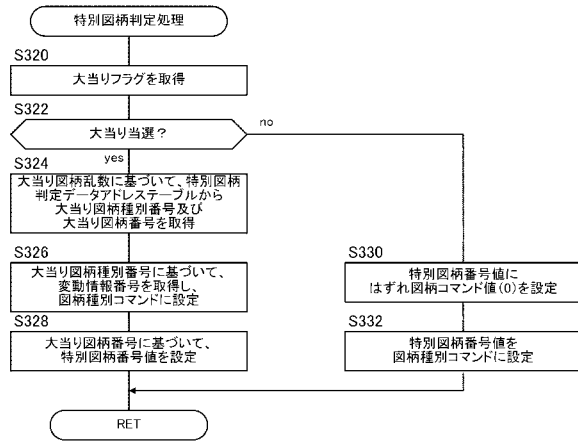 特別図柄判定処理
S320
大当りフラグを取得
S322
大当り当選？
no
yes
S324
大当り図柄乱数に基づいて、特別図柄
判定データアドレステーブルから
大当り図柄種別番号及び
大当り図柄番号を取得
S326
大当り図柄種別番号に基づいて、
変動情報番号を取得し、
図柄種別コマンドに設定
S328
大当り図柄番号に基づいて、
特別図柄番号値を設定
S330
特別図柄番号値に
はずれ図柄コマンド値(0)を設定
S332
特別図柄番号値を
図柄種別コマンドに設定
RET